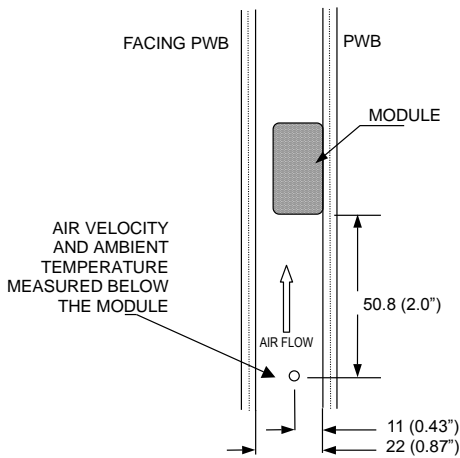 FACING PWB
PWB
MODULE
AIR VELOCITY
AND AMBIENT
TEMPERATURE
MEASURED BELOW
THE MODULE
50.8 (2.0”)
AIR FLOW
11 (0.43”)
22 (0.87”)